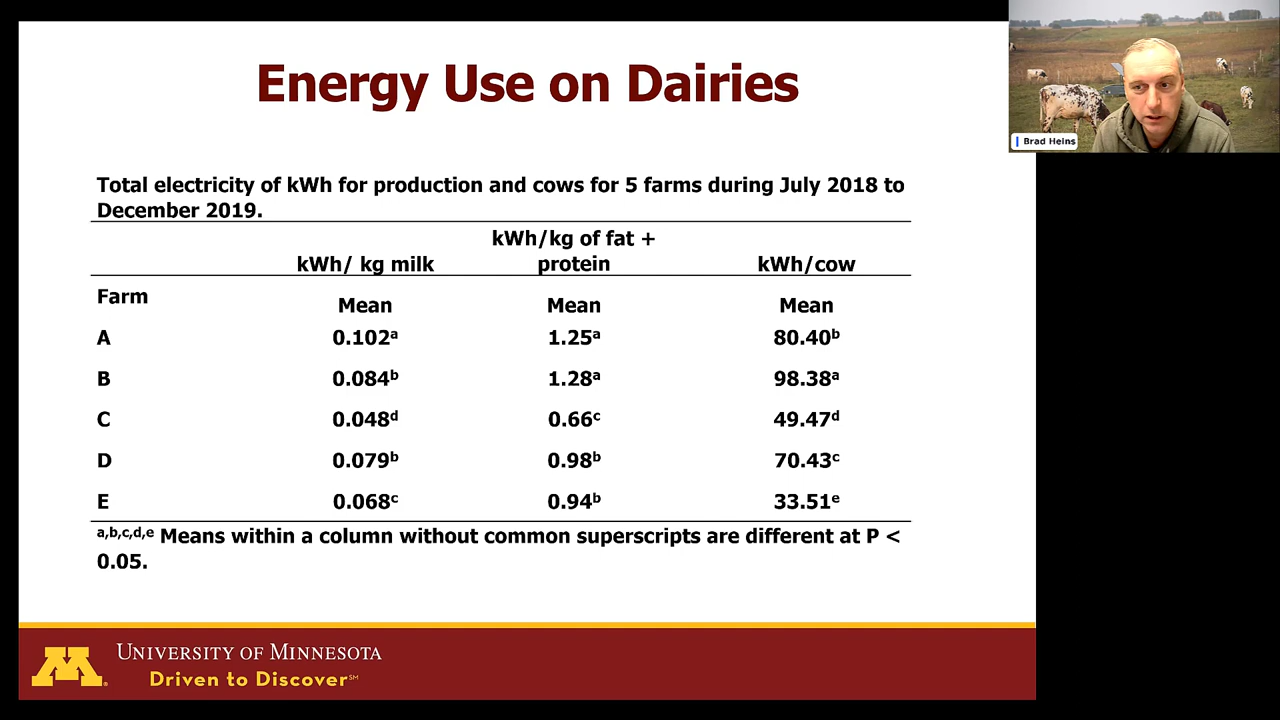 Energy Use on Dairies
Brad Heins
Total electricity of kWh for production and cows for 5 farms during July 2018 to
December 2019.
kWh/ kg milk kWh/kg of fat + protein kWh/cow
Farm Mean Mean Mean
A 0.102a 1.25a 80.40b
B 0.084b 1.28a 98.38a
C 0.048d 0.66c 49.47d
D 0.079b 0.98b 70.43c
E 0.068c 0.94b 33.51e
a,b,c,d,e Means within a column without common superscripts are different at P <
0.05.
UNIVERSITY OF MINNESOTA
Driven to Discover℠